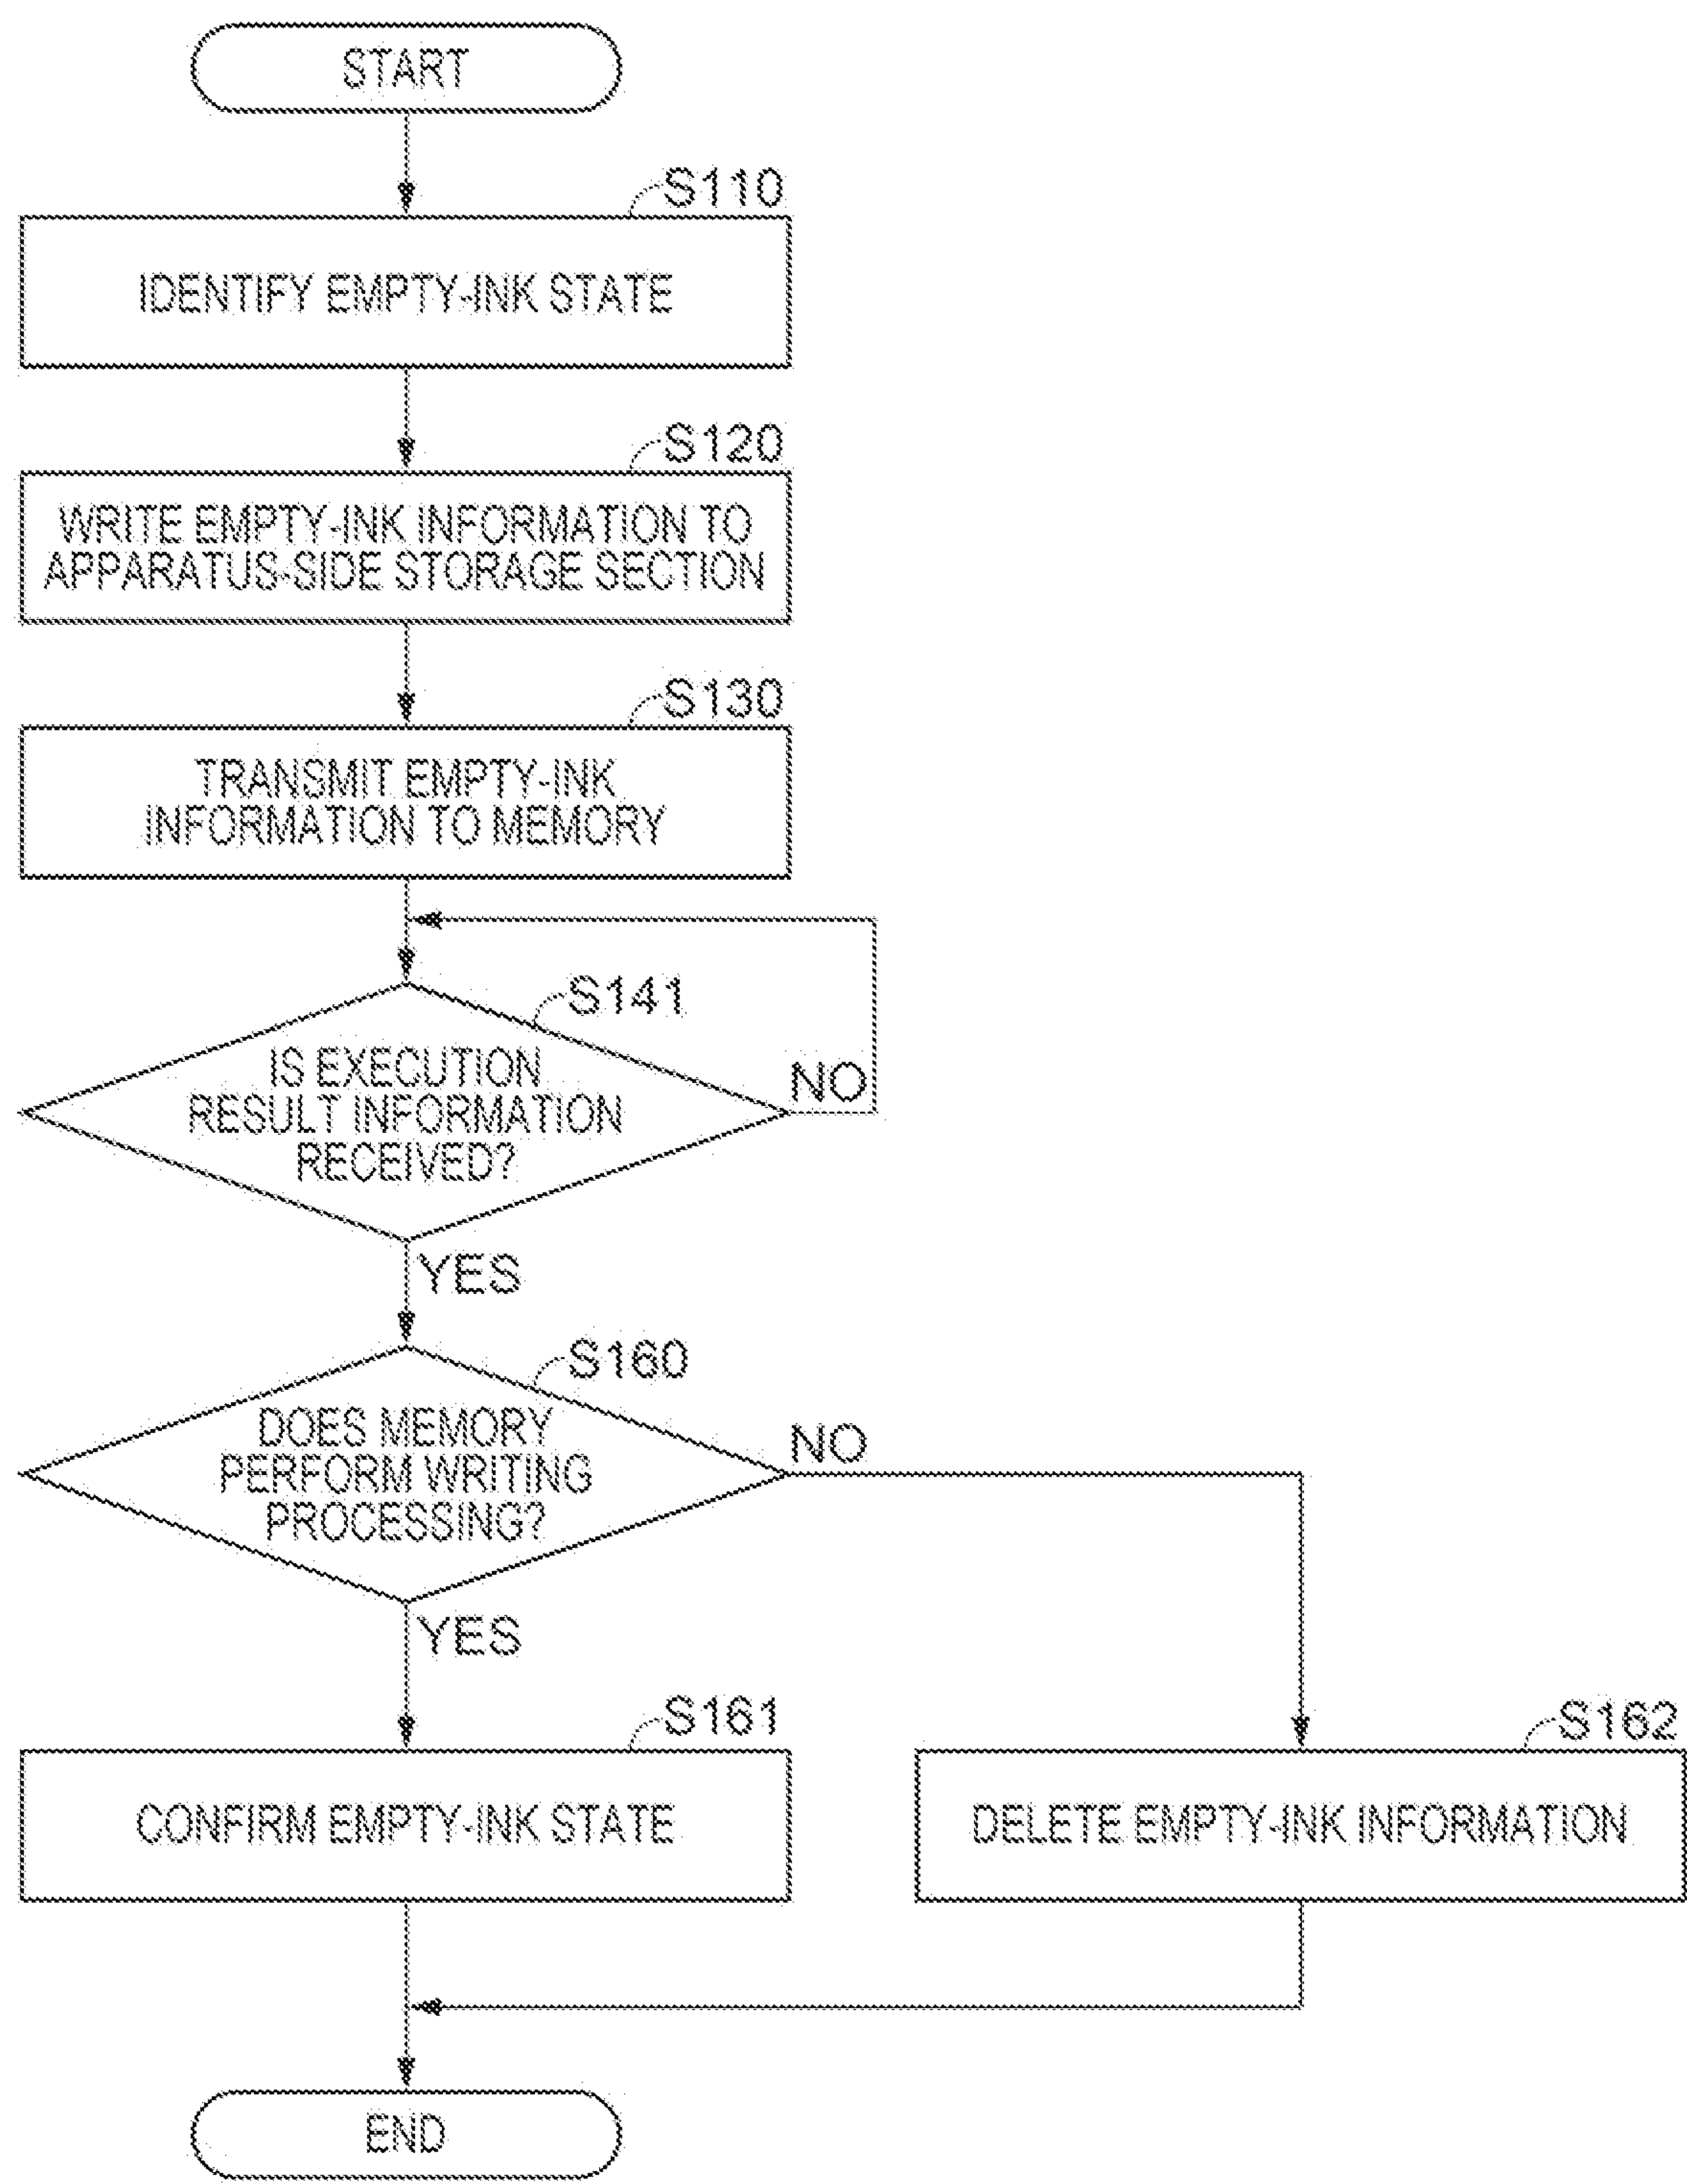 START
S110
IDENTIFY EMPTY-INK STATE
S120
WRITE EMPTY-INK INFORMATION TO
APPARATUS-SIDE STORAGE SECTION
S130
TRANSMIT EMPTY-INK
INFORMATION TO MEMORY
S141
IS EXECUTION
RESULT INFORMATION
RECEIVED?
NO
YES
S160
DOES MEMORY
PERFORM WRITING
PROCESSING?
NO
YES
S161
CONFIRM EMPTY-INK STATE
S162
DELETE EMPTY-INK INFORMATION
END